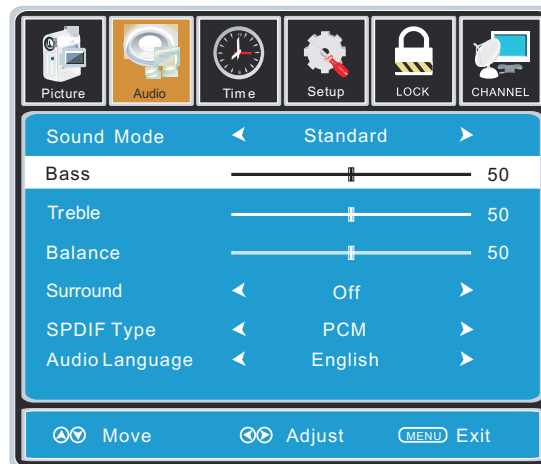 Picture Audio Time Setup LOCK CHANNEL
Sound Mode Standard
Bass 50
Treble 50
Balance 50
Surround Off
SPDIF Type PCM
Audio Language English
Move Adjust MENU Exit